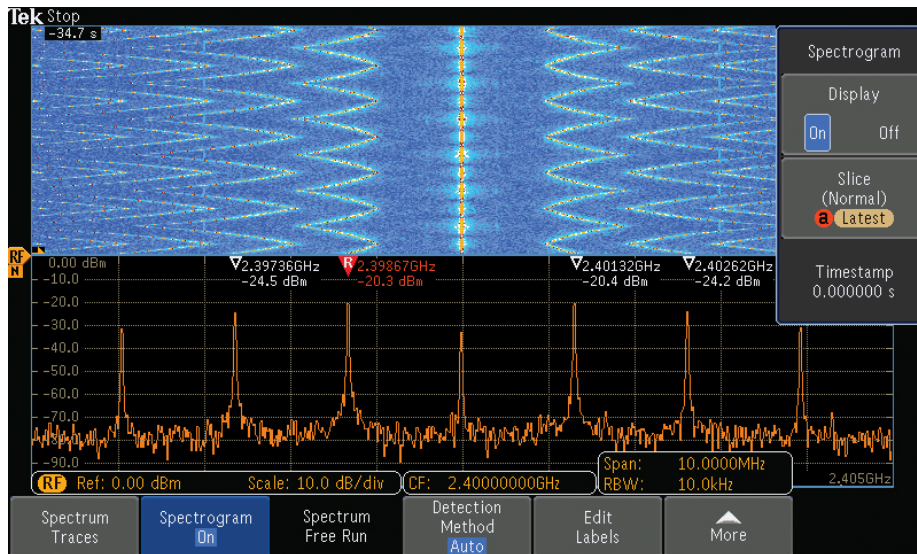 Tek Stop
-34.7 s
Spectrogram
Display
On Off
Slice
(Normal)
a Latest
Timestamp
0.000000 s
RF
N
0.00 dBm
2.39736GHz
-24.5 dBm
R
2.39867GHz
-20.3 dBm
2.40132GHz
-20.4 dBm
2.40262GHz
-24.2 dBm
-10.0
-20.0
-30.0
-40.0
-50.0
-60.0
-70.0
-90.0
RF Ref: 0.00 dBm Scale: 10.0 dB/div
CF: 2.40000000GHz
Span: 10.0000MHz
RBW: 10.0kHz
2.405GHz
Spectrum
Traces
Spectrogram
On
Spectrum
Free Run
Detection
Method
Auto
Edit
Labels
More